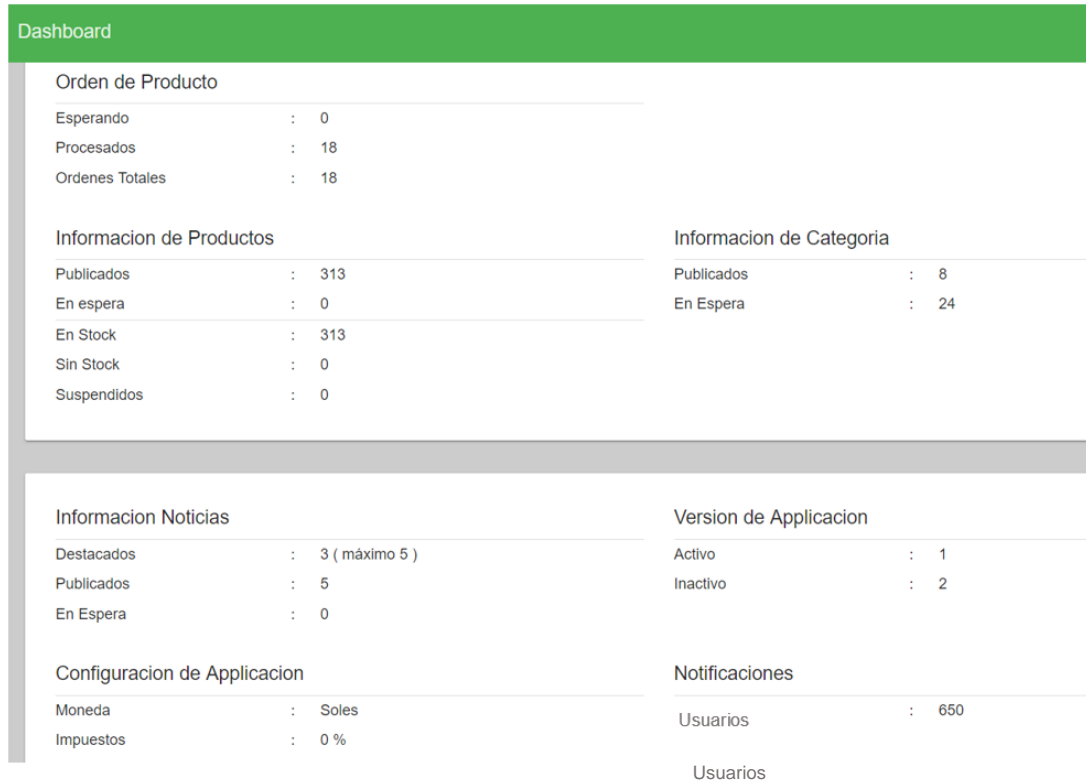 Dashboard
Orden de Producto
Esperando : 0
Procesados : 18
Ordenes Totales : 18
Informacion de Productos
Publicados : 313
En espera : 0
En Stock : 313
Sin Stock : 0
Suspendidos : 0
Informacion de Categoria
Publicados : 8
En Espera : 24
Informacion Noticias
Destacados : 3 ( máximo 5 )
Publicados : 5
En Espera : 0
Version de Applicacion
Activo : 1
Inactivo : 2
Configuracion de Applicacion
Moneda : Soles
Impuestos : 0 %
Notificaciones
Usuarios : 650
Usuarios